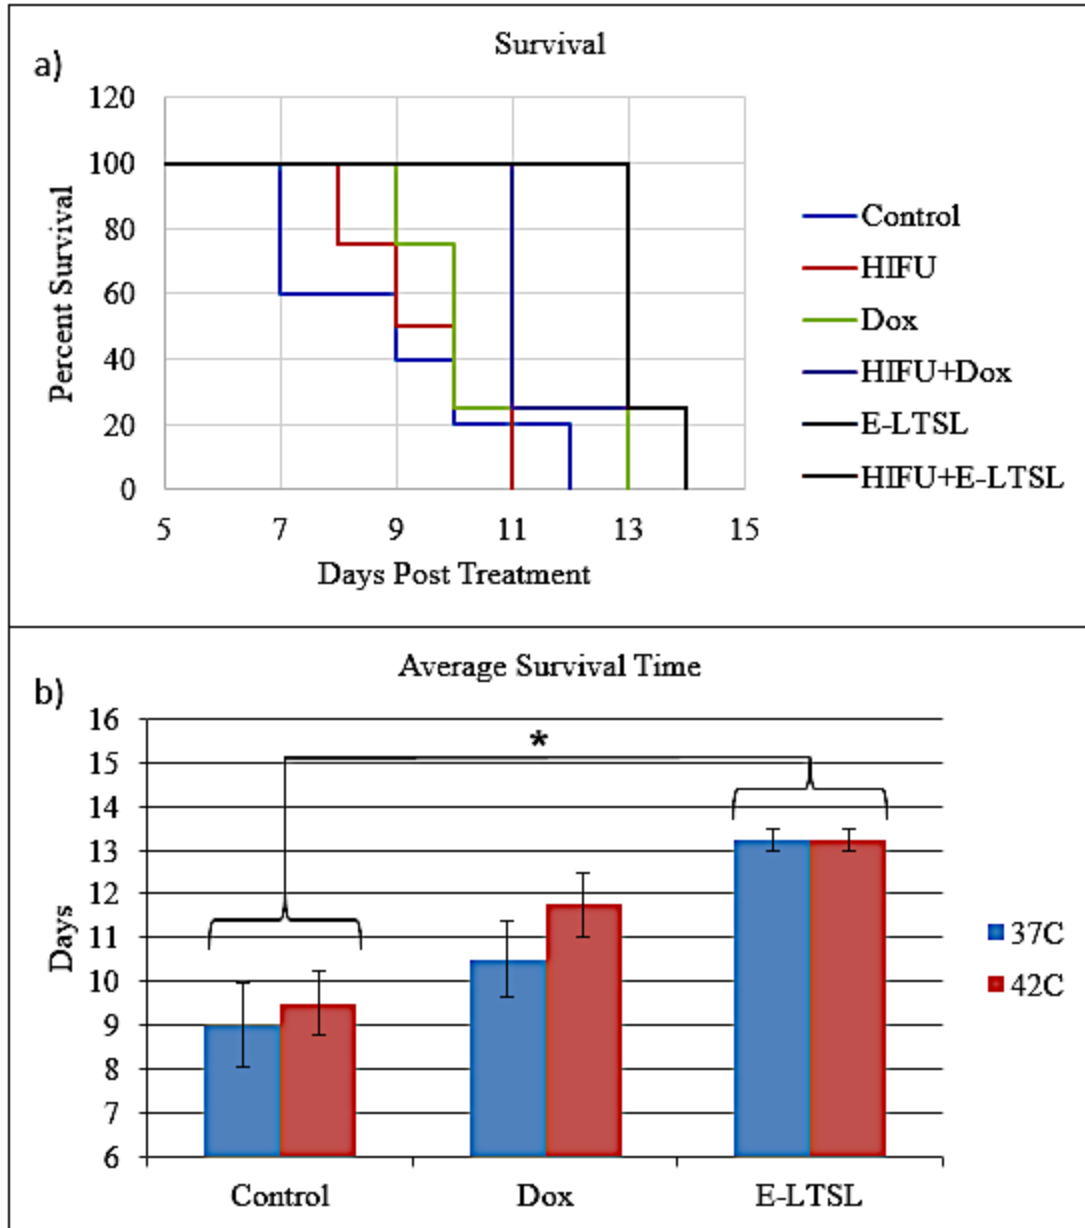 a)
Survival
Percent Survival
120
100
80
60
40
20
0
5 7 9 11 13 15
Days Post Treatment
Control
HIFU
Dox
HIFU+Dox
E-LTSL
HIFU+E-LTSL
b)
Average Survival Time
Days
16
15
14
13
12
11
10
9
8
7
6
*
Control Dox E-LTSL
37C
42C